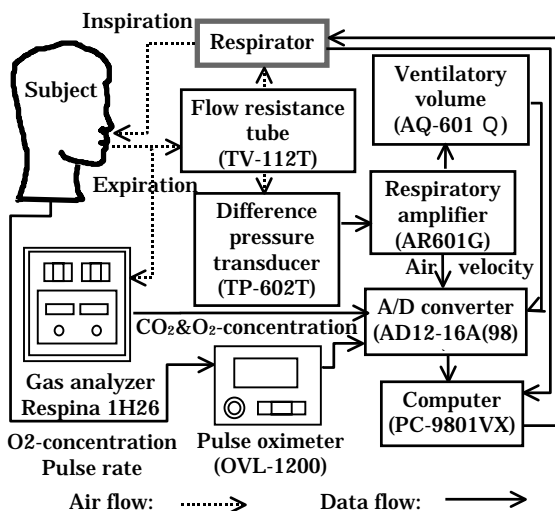 Inspiration
Respirator
Subject
Flow resistance
tube
(TV-112T)
Ventilatory
volume
(AQ-601 Q)
Expiration
Difference
pressure
transducer
(TP-602T)
Respiratory
amplifier
(AR601G)
Air velocity
A/D converter
(AD12-16A(98)
CO₂&O₂-concentration
Gas analyzer
Respina 1H26
Computer
(PC-9801VX)
O2-concentration
Pulse rate
Pulse oximeter
(OVL-1200)
Air flow:
Data flow: